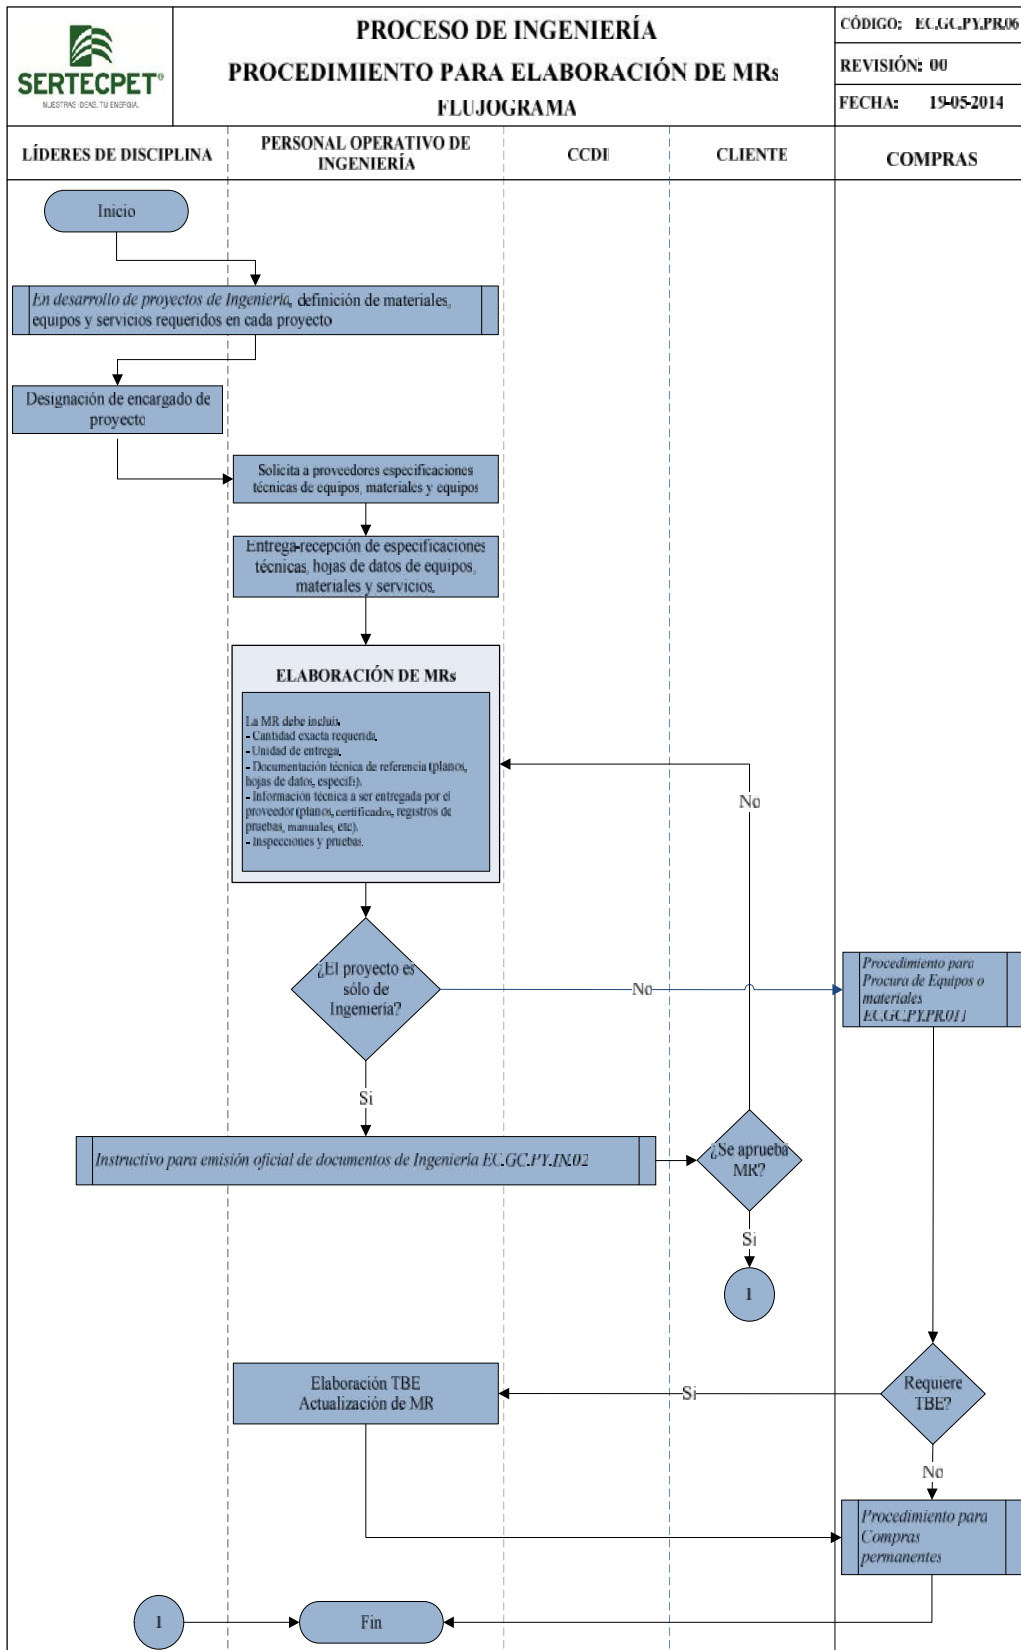 SERTECPET®
NUESTRAS IDEAS, TU ENERGÍA.
PROCESO DE INGENIERÍA
PROCEDIMIENTO PARA ELABORACIÓN DE MRs
FLUJOGRAMA
CÓDIGO: EC.GC.PY.PR.06
REVISIÓN: 00
FECHA: 19-05-2014
LÍDERES DE DISCIPLINA
PERSONAL OPERATIVO DE
INGENIERÍA
CCDI
CLIENTE
COMPRAS
Inicio
En desarrollo de proyectos de Ingeniería, definición de materiales,
equipos y servicios requeridos en cada proyecto
Designación de encargado de
proyecto
Solicita a proveedores especificaciones
técnicas de equipos, materiales y equipos
Entrega-recepción de especificaciones
técnicas, hojas de datos de equipos,
materiales y servicios.
ELABORACIÓN DE MRs
La MR debe incluir:
- Cantidad exacta requerida.
- Unidad de entrega.
- Documentación técnica de referencia (planos,
hojas de datos, especifi).
- Información técnica a ser entregada por el
proveedor (planos, certificados, registros de
pruebas, manuales, etc).
- Inspecciones y pruebas.
No
¿El proyecto es
sólo de
Ingeniería?
No
Procedimiento para
Procura de Equipos o
materiales
EC.GC.PY.PR.011
Si
Instructivo para emisión oficial de documentos de Ingeniería EC.GC.PY.IN.02
¿Se aprueba
MR?
Si
1
Elaboración TBE
Actualización de MR
Si
Requiere
TBE?
No
Procedimiento para
Compras
permanentes
1
Fin